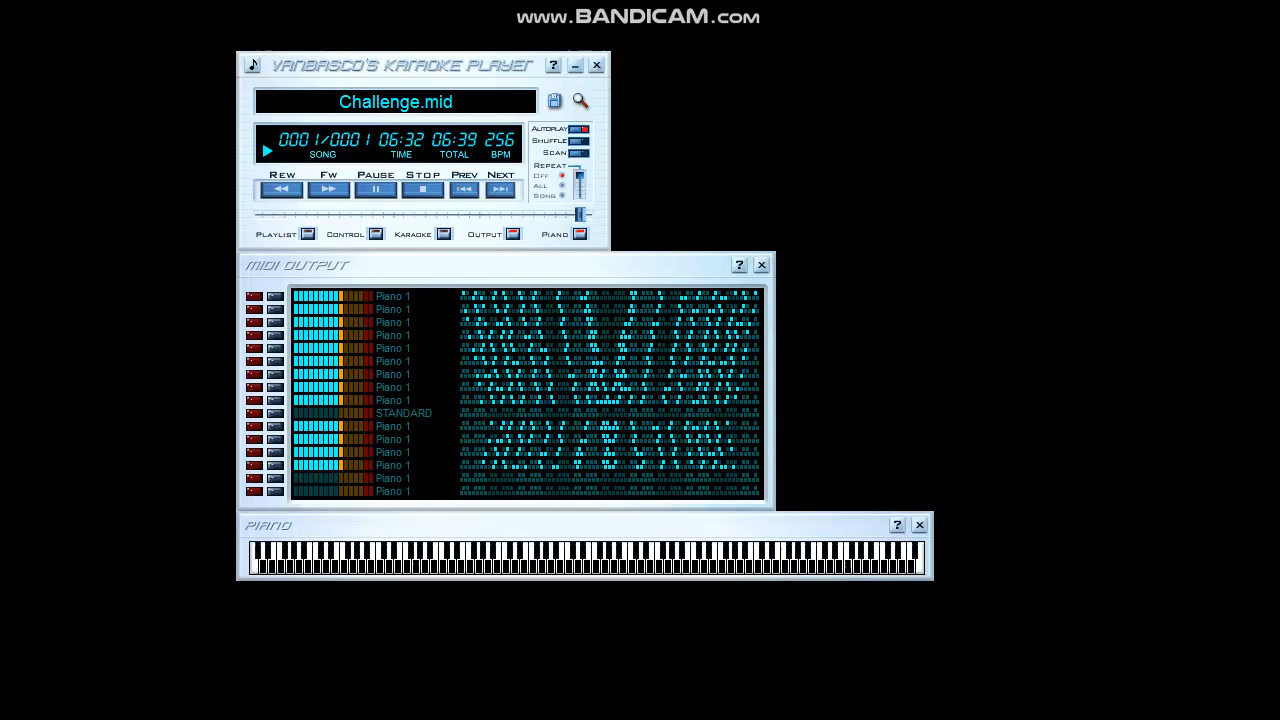 www.BANDICAM.com
VANBASCO'S KARAOKE PLAYER
?
Challenge.mid
0001/0001 06:32 06:39 256
SONG TIME TOTAL BPM
AUTOPLAY
SHUFFLE
SCAN
REPEAT
OFF
ALL
SONG
REW FW PAUSE STOP PREV NEXT
PLAYLIST CONTROL KARAOKE OUTPUT PIANO
MIDI OUTPUT ?
Piano 1
Piano 1
Piano 1
Piano 1
Piano 1
Piano 1
Piano 1
Piano 1
Piano 1
STANDARD
Piano 1
Piano 1
Piano 1
Piano 1
Piano 1
Piano 1
PIANO ?